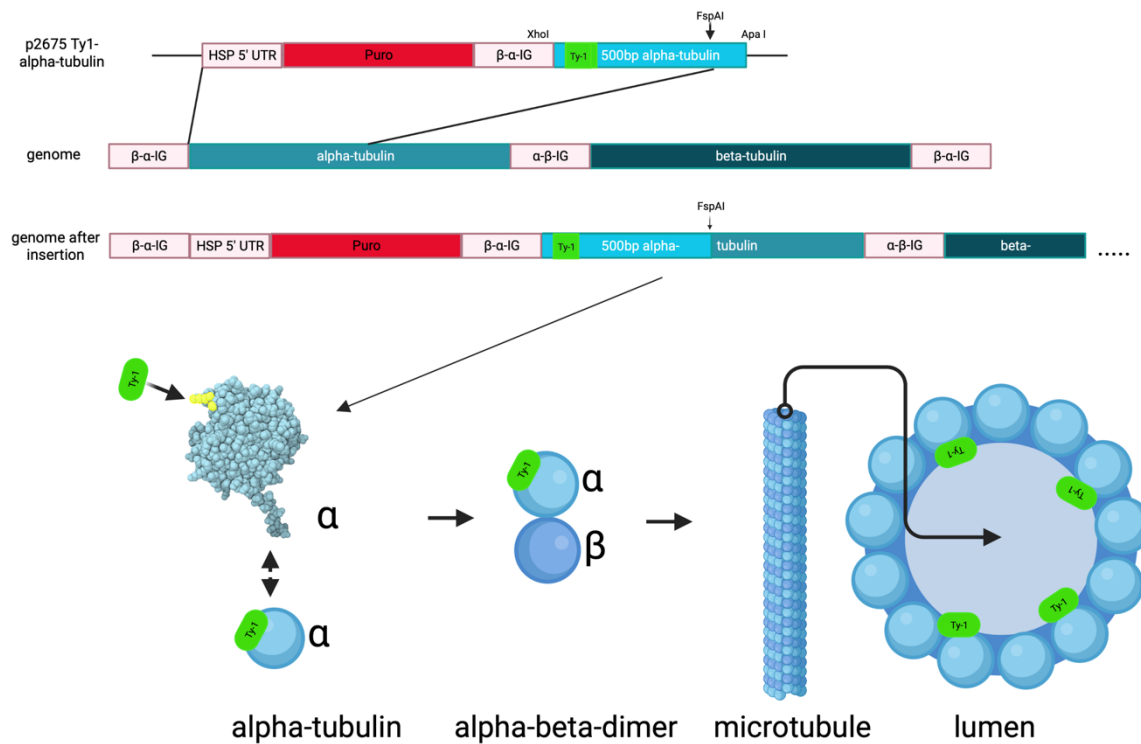 p2675 Ty1-
alpha-tubulin
HSP 5' UTR
Puro
β-α-IG
XhoI
Ty-1
500bp alpha-tubulin
FspAI
Apa I
genome
β-α-IG
alpha-tubulin
α-β-IG
beta-tubulin
β-α-IG
genome after
insertion
β-α-IG
HSP 5' UTR
Puro
β-α-IG
Ty-1
500bp alpha-
FspAI
tubulin
α-β-IG
beta-
.....
Ty-1
α
Ty-1
α
Ty-1
α
β
Ty-1
Ty-1
Ty-1
Ty-1
alpha-tubulin
alpha-beta-dimer
microtubule
lumen